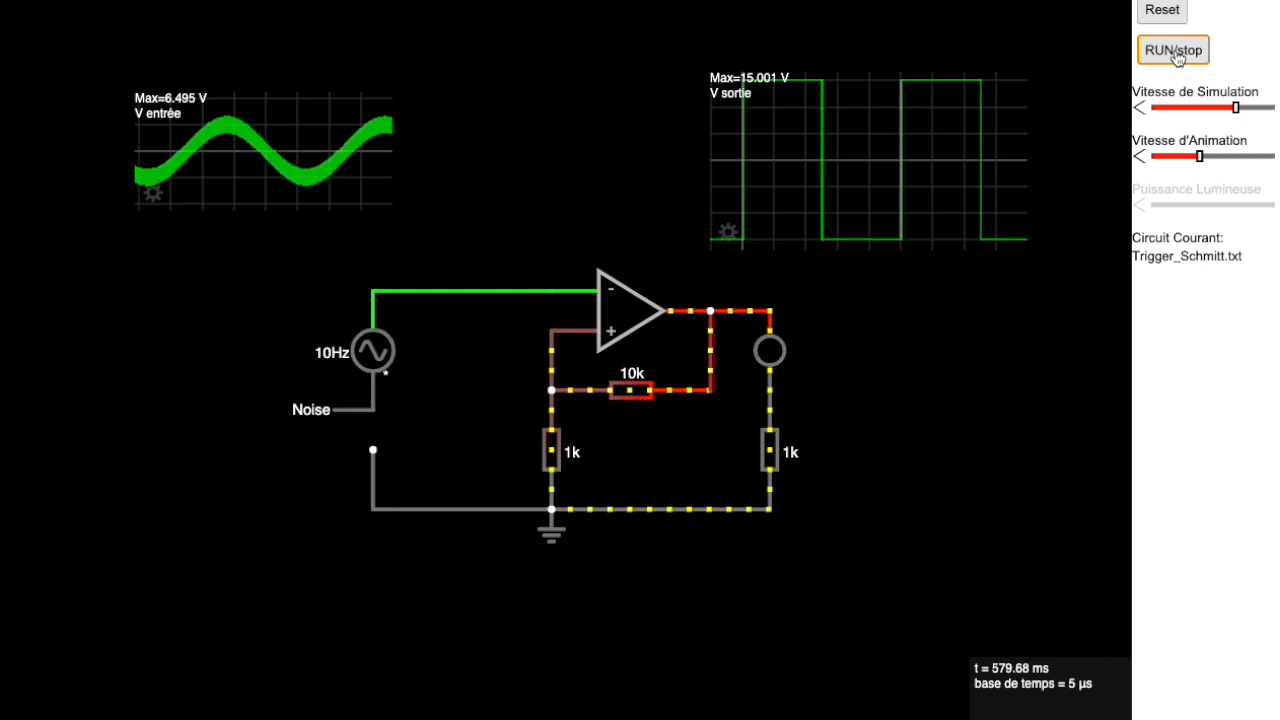 Reset
RUN/stop
Max=6.495 V
V entrée
Max=15.001 V
V sortie
Vitesse de Simulation
Vitesse d'Animation
Puissance Lumineuse
Circuit Courant:
Trigger_Schmitt.txt
-
+
10Hz
*
10k
Noise
1k
1k
t = 579.68 ms
base de temps = 5 µs